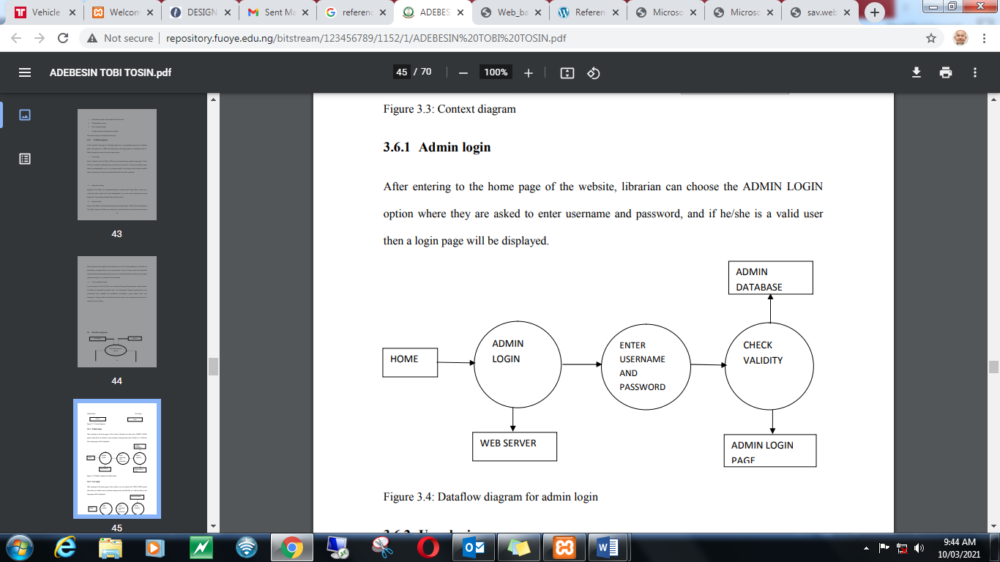 Vehicle
Welcom
DESIGN
Sent Ma
referenc
ADEBES
Web_ba
Referen
Microso
Microso
sav.web
Not secure | repository.fuoye.edu.ng/bitstream/123456789/1152/1/ADEBESIN%20TOBI%20TOSIN.pdf
ADEBESIN TOBI TOSIN.pdf
45 / 70
100%
43
44
45
Figure 3.3: Context diagram
3.6.1 Admin login
After entering to the home page of the website, librarian can choose the ADMIN LOGIN
option where they are asked to enter username and password, and if he/she is a valid user
then a login page will be displayed.
ADMIN
DATABASE
HOME
ADMIN
LOGIN
ENTER
USERNAME
AND
PASSWORD
CHECK
VALIDITY
WEB SERVER
ADMIN LOGIN
PAGE
Figure 3.4: Dataflow diagram for admin login
9:44 AM
10/03/2021